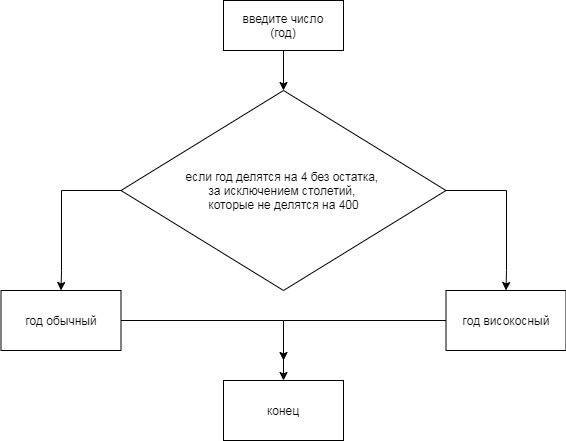 введите число
(год)
если год делятся на 4 без остатка,
за исключением столетий,
которые не делятся на 400
год обычный
год високосный
конец